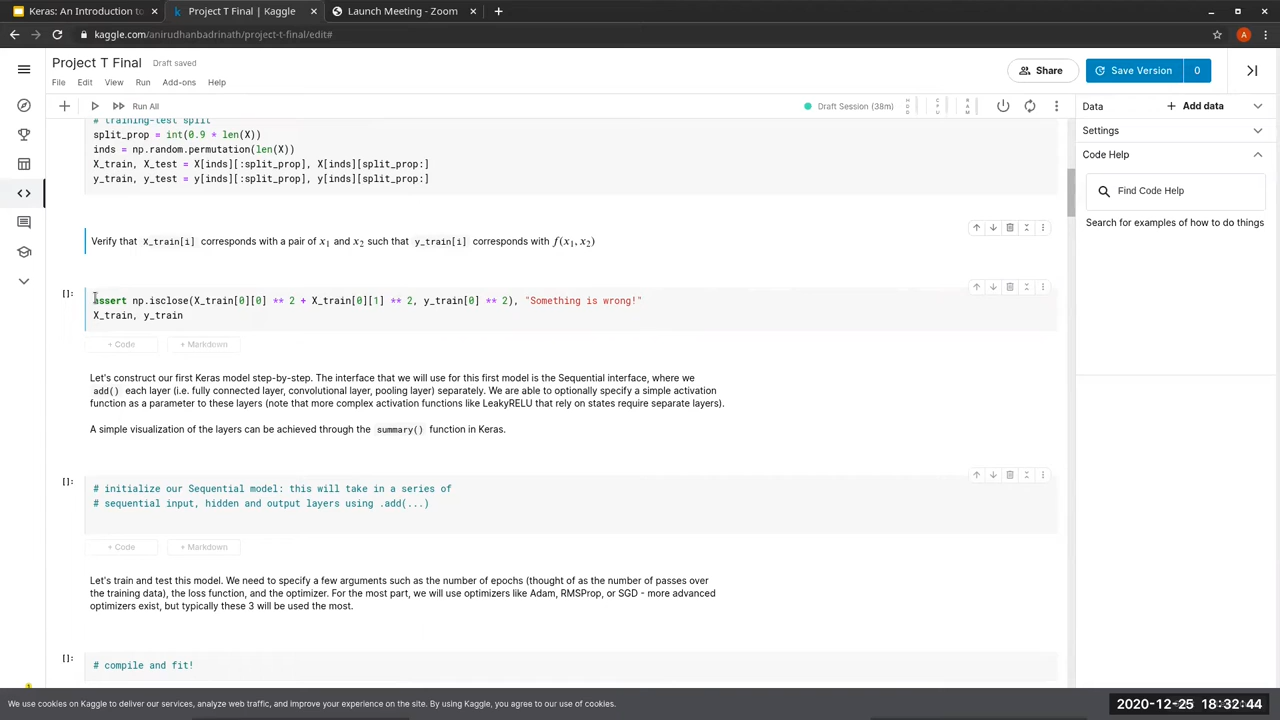 Keras: An Introduction to
Project T Final | Kaggle
Launch Meeting - Zoom
kaggle.com/anirudhanbadrinath/project-t-final/edit#
A
Project T Final
Draft saved
File Edit View Run Add-ons Help
Share
Save Version
0
Run All
Draft Session (38m)
HDD
CPU
RAM
Data
Add data
Settings
Code Help
Find Code Help
Search for examples of how to do things
# training-test split
split_prop = int(0.9 * len(X))
inds = np.random.permutation(len(X))
X_train, X_test = X[inds][:split_prop], X[inds][split_prop:]
y_train, y_test = y[inds][:split_prop], y[inds][split_prop:]
Verify that X_train[i] corresponds with a pair of x₁ and x₂ such that y_train[i] corresponds with f(x₁, x₂)
[]:
assert np.isclose(X_train[0][0] ** 2 + X_train[0][1] ** 2, y_train[0] ** 2), "Something is wrong!"
X_train, y_train
+ Code
+ Markdown
Let's construct our first Keras model step-by-step. The interface that we will use for this first model is the Sequential interface, where we
add() each layer (i.e. fully connected layer, convolutional layer, pooling layer) separately. We are able to optionally specify a simple activation
function as a parameter to these layers (note that more complex activation functions like LeakyRELU that rely on states require separate layers).
A simple visualization of the layers can be achieved through the summary() function in Keras.
[]:
# initialize our Sequential model: this will take in a series of
# sequential input, hidden and output layers using .add(...)
+ Code
+ Markdown
Let's train and test this model. We need to specify a few arguments such as the number of epochs (thought of as the number of passes over
the training data), the loss function, and the optimizer. For the most part, we will use optimizers like Adam, RMSProp, or SGD - more advanced
optimizers exist, but typically these 3 will be used the most.
[]:
# compile and fit!
We use cookies on Kaggle to deliver our services, analyze web traffic, and improve your experience on the site. By using Kaggle, you agree to our use of cookies.
2020-12-25 18:32:44